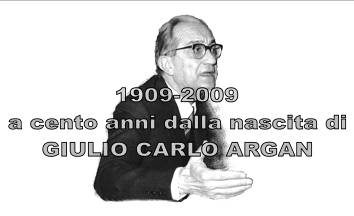 1909-2009
a cento anni dalla nascita di
GIULIO CARLO ARGAN